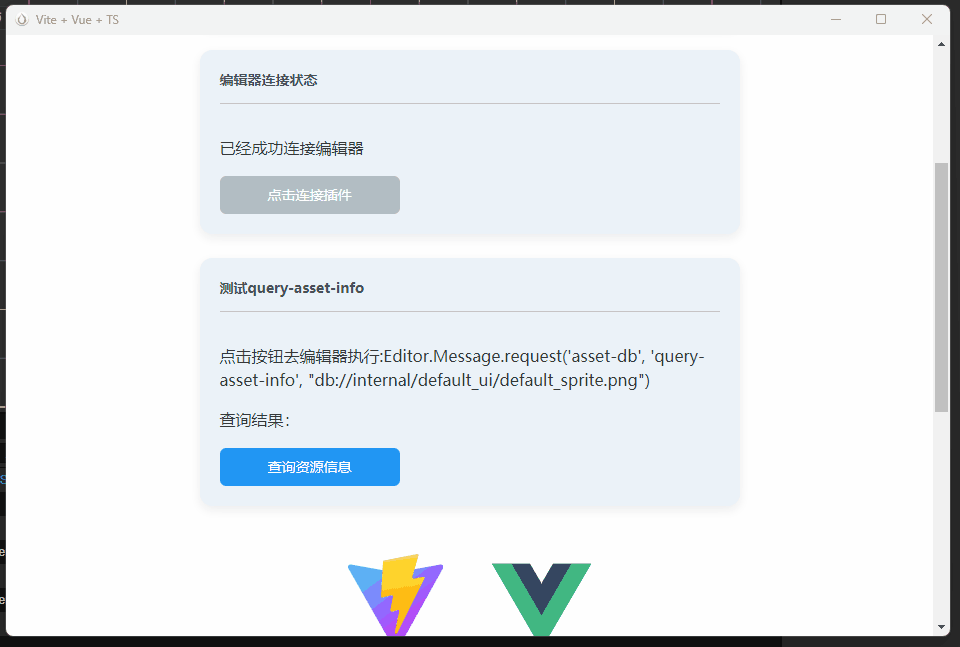 Vite + Vue + TS
编辑器连接状态
已经成功连接编辑器
点击连接插件
测试query-asset-info
点击按钮去编辑器执行:Editor.Message.request('asset-db', 'query-
asset-info', "db://internal/default_ui/default_sprite.png")
查询结果：
查询资源信息